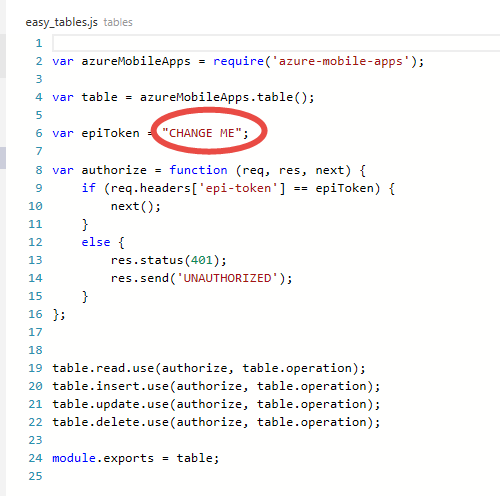 easy_tables.js tables
1
2 var azureMobileApps = require('azure-mobile-apps');
3
4 var table = azureMobileApps.table();
5
6 var epiToken = "CHANGE ME";
7
8 var authorize = function (req, res, next) {
9     if (req.headers['epi-token'] == epiToken) {
10         next();
11     }
12     else {
13         res.status(401);
14         res.send('UNAUTHORIZED');
15     }
16 };
17
18
19 table.read.use(authorize, table.operation);
20 table.insert.use(authorize, table.operation);
21 table.update.use(authorize, table.operation);
22 table.delete.use(authorize, table.operation);
23
24 module.exports = table;
25